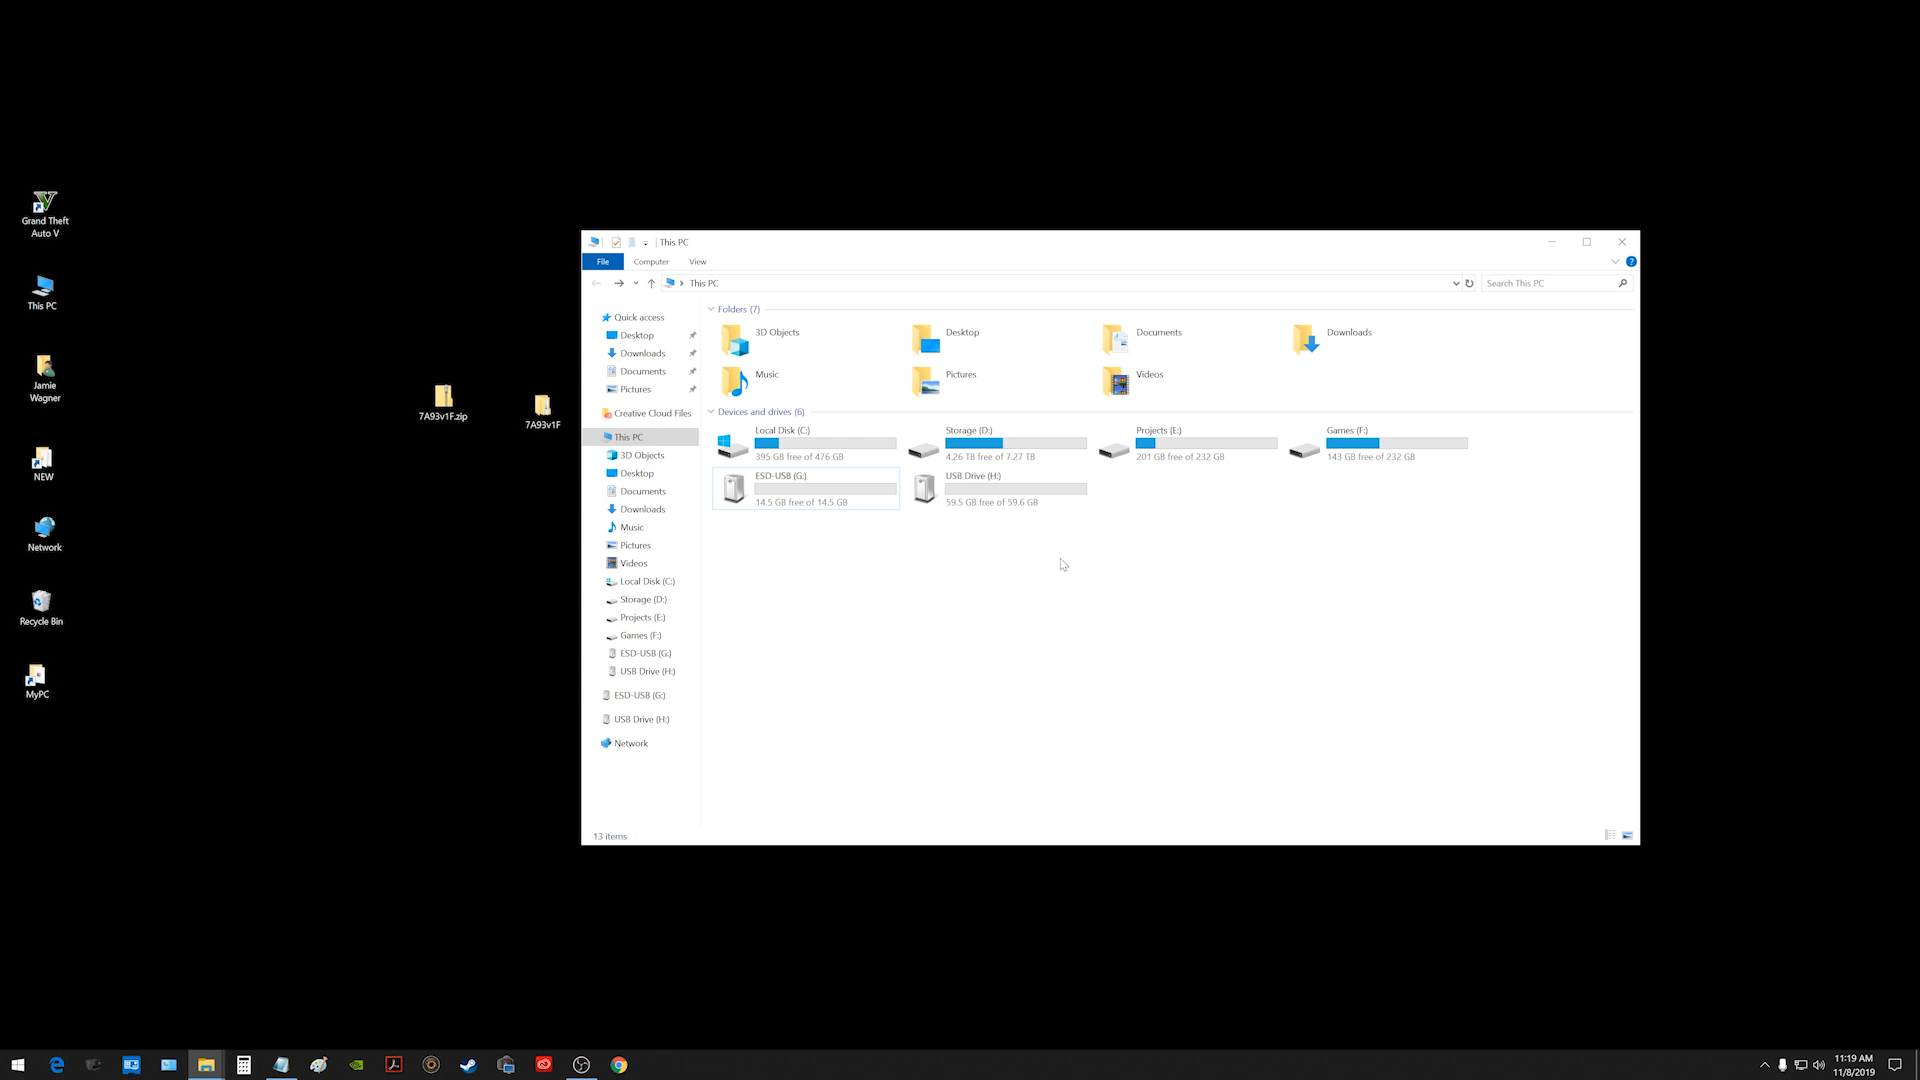 Grand Theft
Auto V
This PC
Jamie
Wagner
NEW
Network
Recycle Bin
MyPC
7A93v1F.zip
7A93v1F
This PC
File
Computer
View
This PC
Search This PC
Quick access
Desktop
Downloads
Documents
Pictures
Creative Cloud Files
This PC
3D Objects
Desktop
Documents
Downloads
Music
Pictures
Videos
Local Disk (C:)
Storage (D:)
Projects (E:)
Games (F:)
ESD-USB (G:)
USB Drive (H:)
ESD-USB (G:)
USB Drive (H:)
Network
Folders (7)
3D Objects
Desktop
Documents
Downloads
Music
Pictures
Videos
Devices and drives (6)
Local Disk (C:)
395 GB free of 476 GB
Storage (D:)
4.26 TB free of 7.27 TB
Projects (E:)
201 GB free of 232 GB
Games (F:)
143 GB free of 232 GB
ESD-USB (G:)
14.5 GB free of 14.5 GB
USB Drive (H:)
59.5 GB free of 59.6 GB
13 items
11:19 AM
11/8/2019